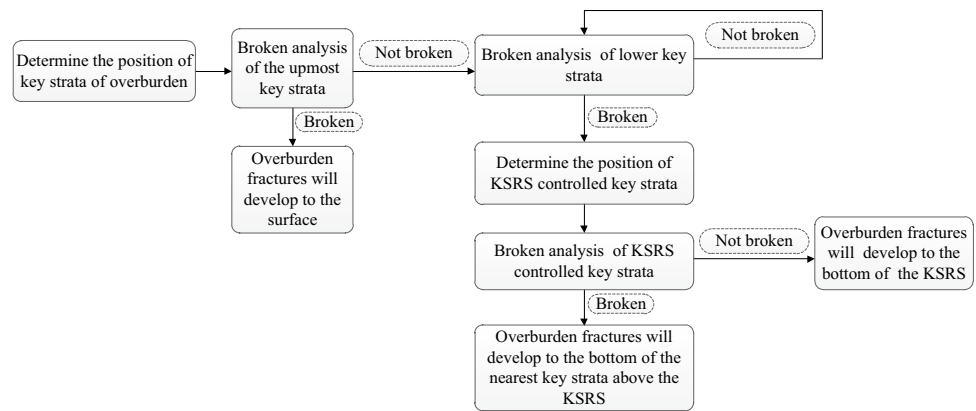 Determine the position of
key strata of overburden
Broken analysis
of the upmost
key strata
Not broken
Broken analysis of lower key
strata
Not broken
Broken
Overburden
fractures will
develop to the
surface
Broken
Determine the position of
KSRS controlled key strata
Broken analysis of KSRS
controlled key strata
Not broken
Overburden fractures
will develop to the
bottom of the KSRS
Broken
Overburden fractures will
develop to the bottom of the
nearest key strata above the
KSRS